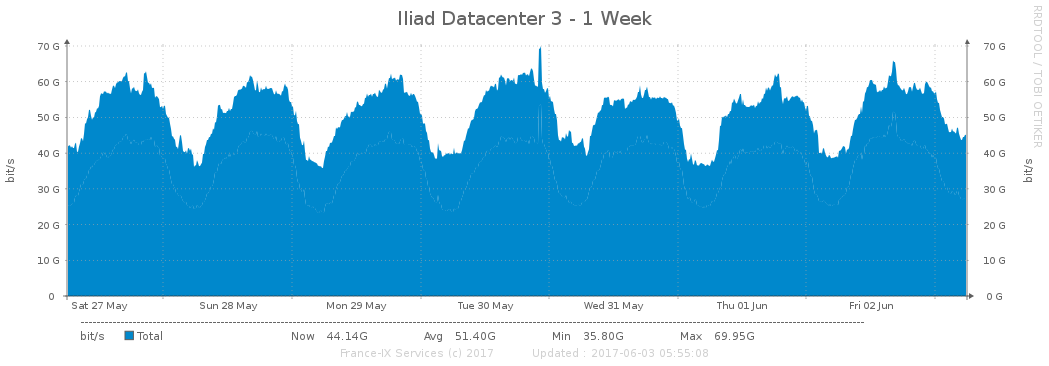 Iliad Datacenter 3 - 1 Week
RRDTOOL / TOBI OETIKER
70 G 70 G
60 G 60 G
50 G 50 G
40 G 40 G
30 G 30 G
20 G 20 G
10 G 10 G
0 0 G
bit/s bit/s
Sat 27 May Sun 28 May Mon 29 May Tue 30 May Wed 31 May Thu 01 Jun Fri 02 Jun
bit/s Total Now 44.14G Avg 51.40G Min 35.80G Max 69.95G
France-IX Services (c) 2017 Updated : 2017-06-03 05:55:08